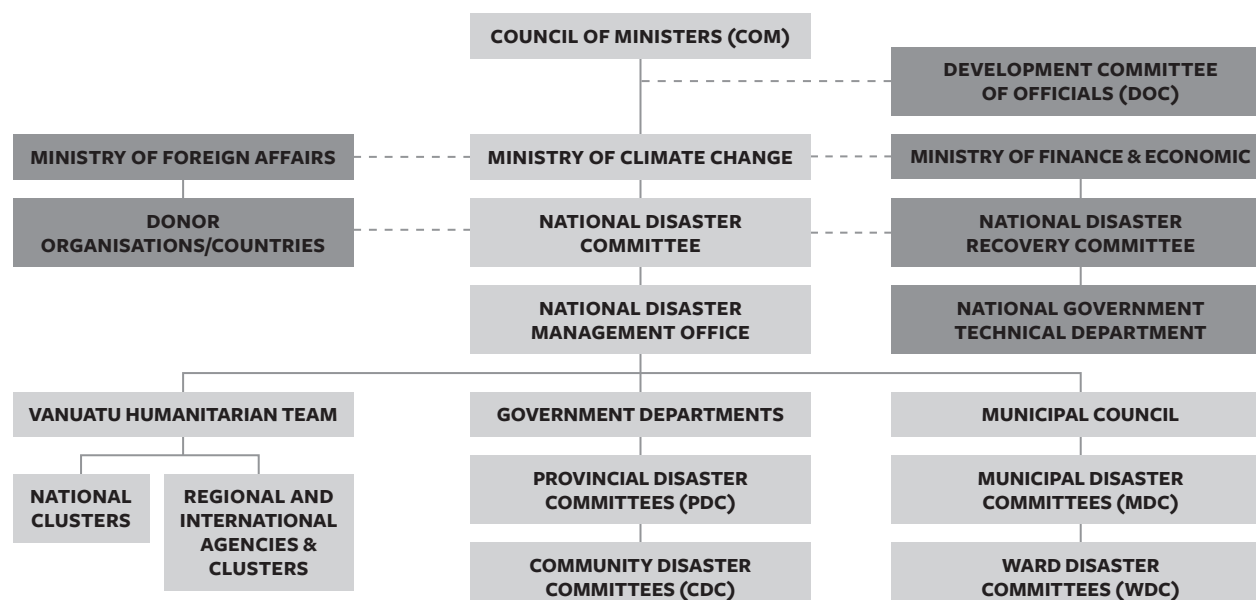 COUNCIL OF MINISTERS (COM)
DEVELOPMENT COMMITTEE
OF OFFICIALS (DOC)
MINISTRY OF FOREIGN AFFAIRS
MINISTRY OF CLIMATE CHANGE
MINISTRY OF FINANCE & ECONOMIC
DONOR
ORGANISATIONS/COUNTRIES
NATIONAL DISASTER
COMMITTEE
NATIONAL DISASTER
RECOVERY COMMITTEE
NATIONAL DISASTER
MANAGEMENT OFFICE
NATIONAL GOVERNMENT
TECHNICAL DEPARTMENT
VANUATU HUMANITARIAN TEAM
GOVERNMENT DEPARTMENTS
MUNICIPAL COUNCIL
NATIONAL
CLUSTERS
REGIONAL AND
INTERNATIONAL
AGENCIES &
CLUSTERS
PROVINCIAL DISASTER
COMMITTEES (PDC)
MUNICIPAL DISASTER
COMMITTEES (MDC)
COMMUNITY DISASTER
COMMITTEES (CDC)
WARD DISASTER
COMMITTEES (WDC)